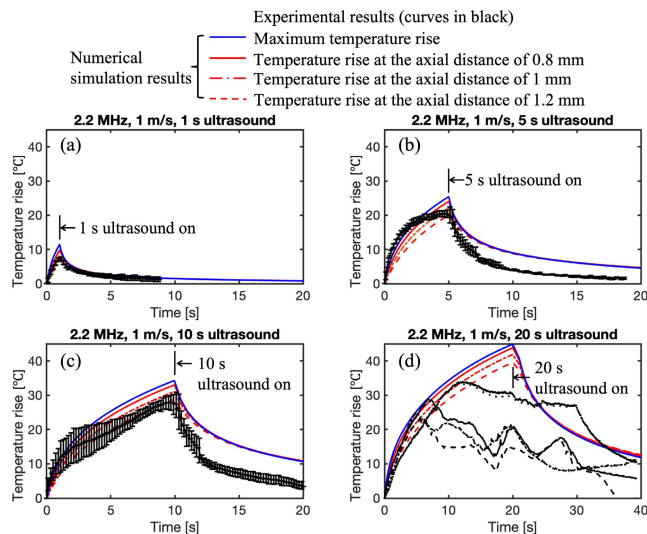 Experimental results (curves in black)
Maximum temperature rise
Numerical
simulation results
Temperature rise at the axial distance of 0.8 mm
Temperature rise at the axial distance of 1 mm
Temperature rise at the axial distance of 1.2 mm
2.2 MHz, 1 m/s, 1 s ultrasound
(a)
1 s ultrasound on
Temperature rise [°C]
40
30
20
10
0
0 5 10 15 20
Time [s]
2.2 MHz, 1 m/s, 5 s ultrasound
(b)
5 s ultrasound on
Temperature rise [°C]
40
30
20
10
0
0 5 10 15 20
Time [s]
2.2 MHz, 1 m/s, 10 s ultrasound
(c)
10 s
ultrasound on
Temperature rise [°C]
40
30
20
10
0
0 5 10 15 20
Time [s]
2.2 MHz, 1 m/s, 20 s ultrasound
(d)
20 s
ultrasound on
Temperature rise [°C]
40
30
20
10
0
0 10 20 30 40
Time [s]